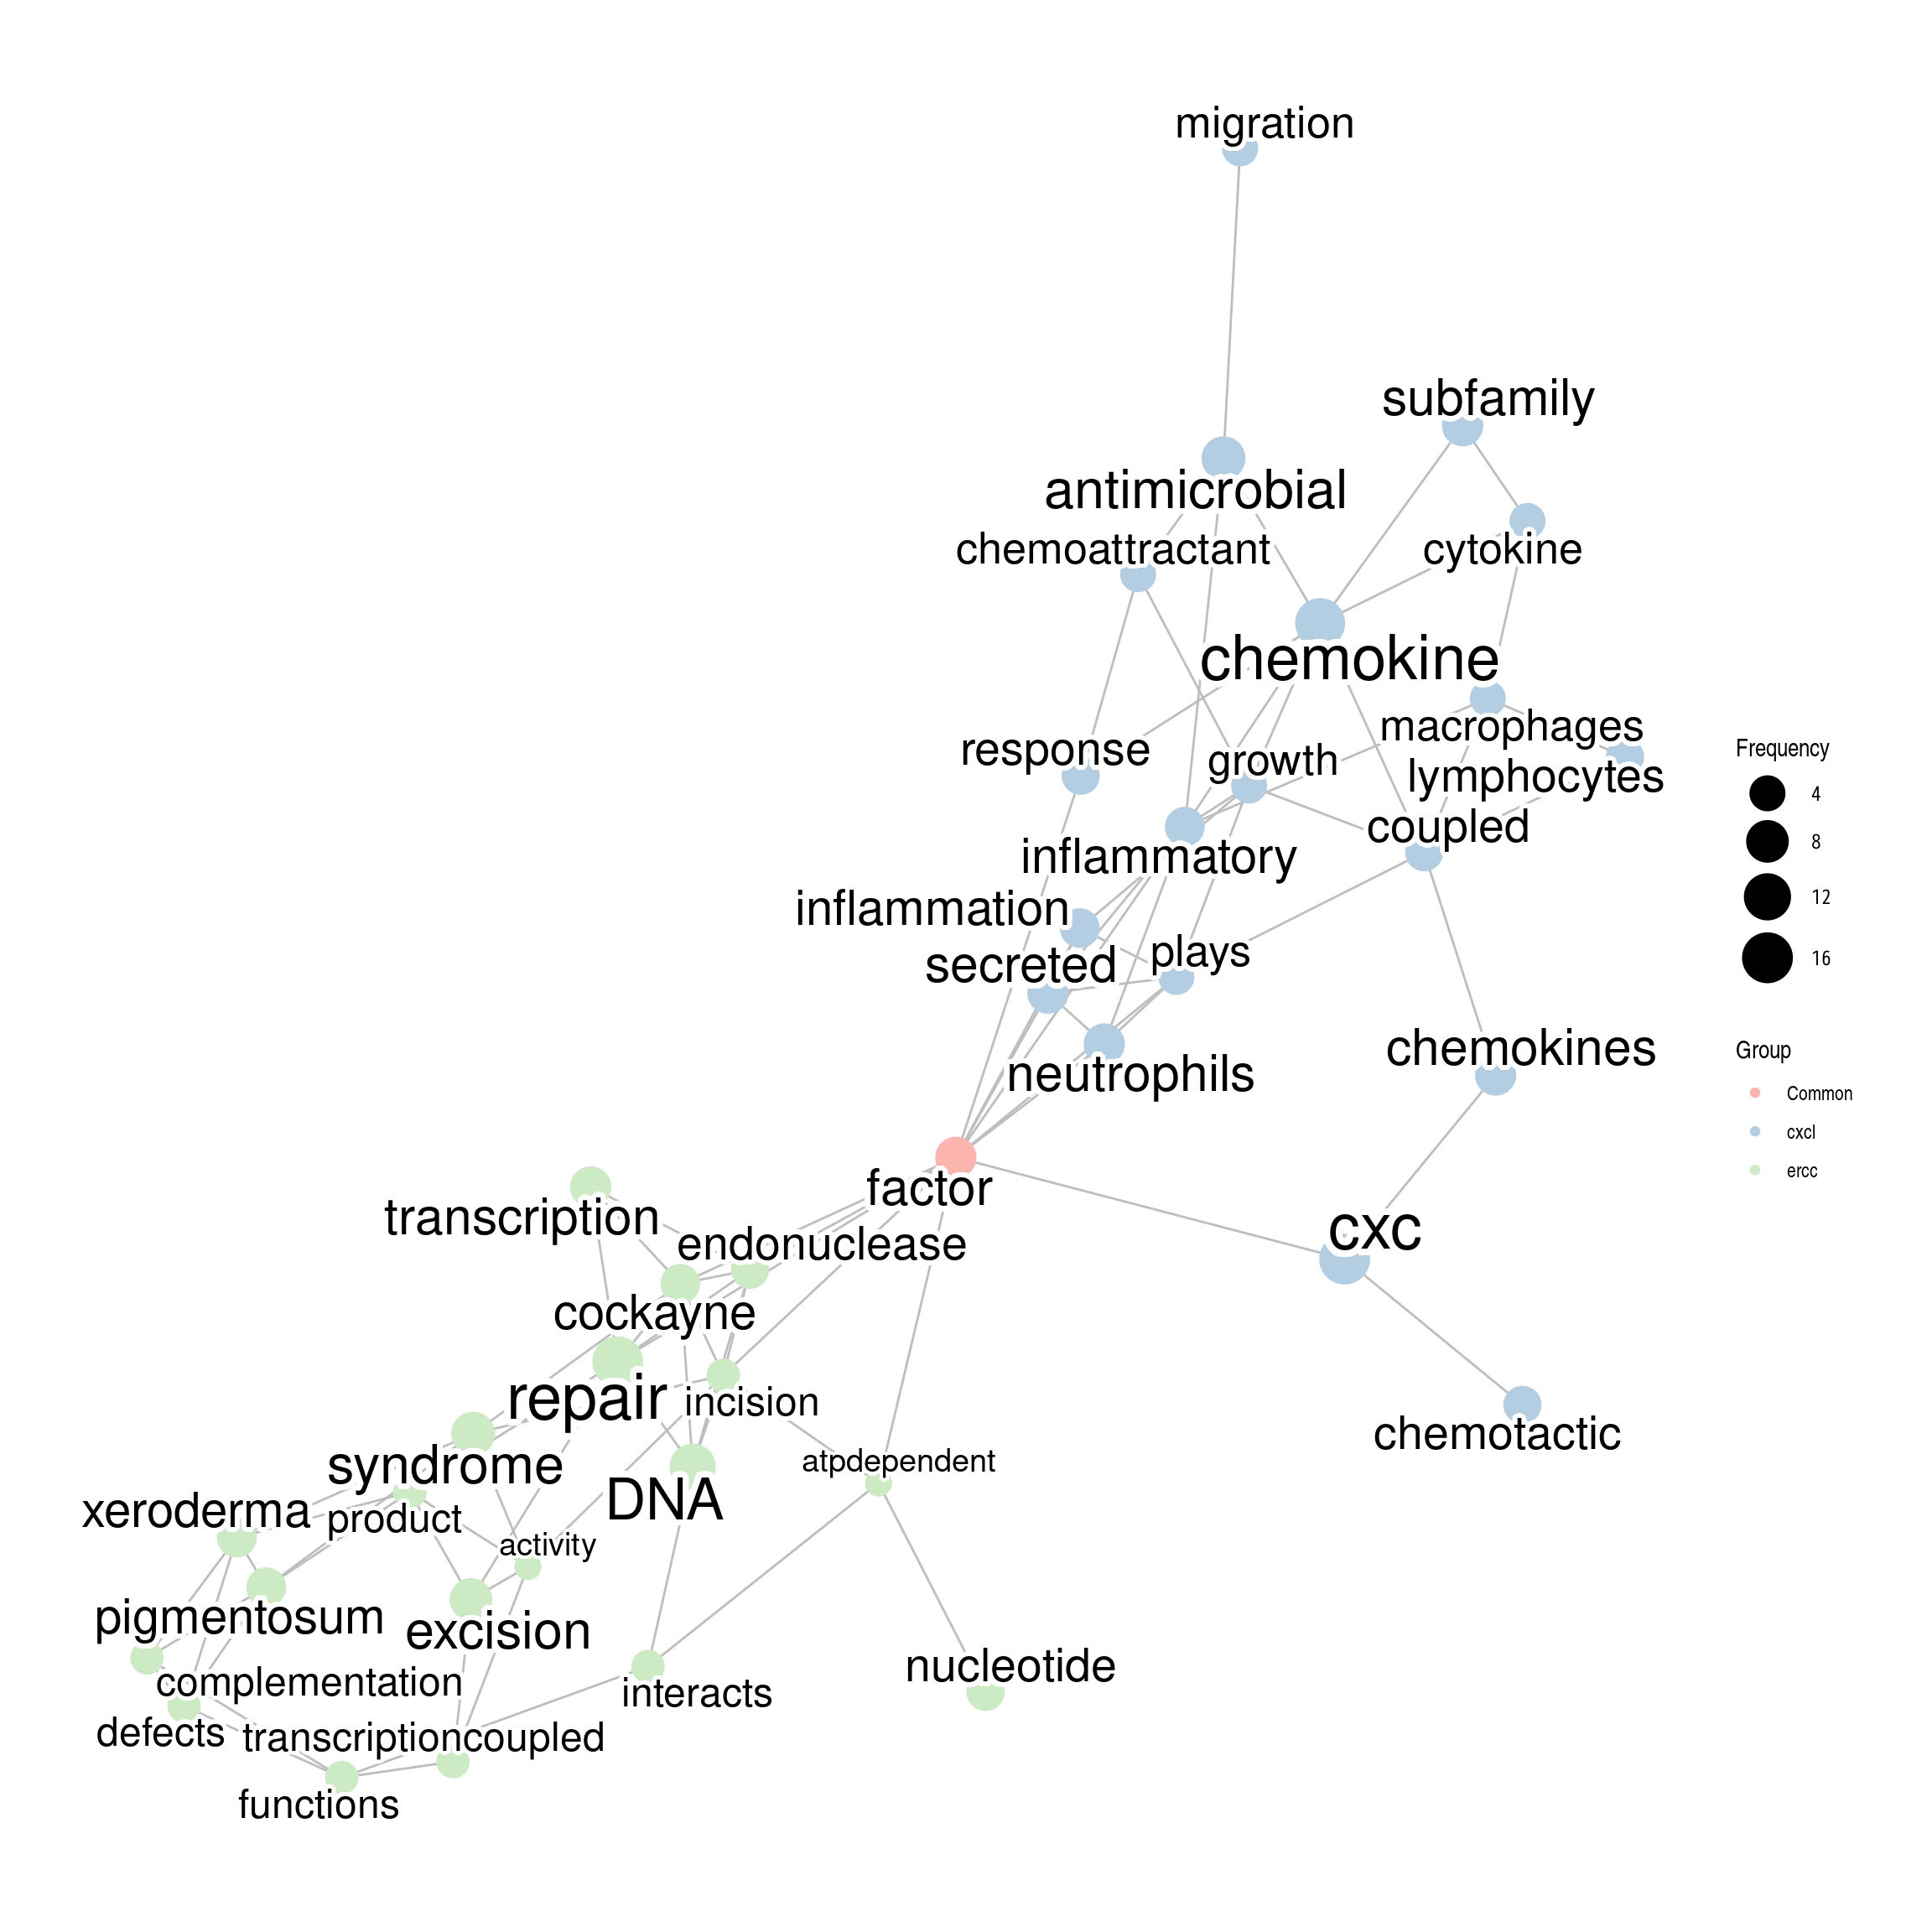 migration
subfamily
antimicrobial
chemoattractant
cytokine
chemokine
macrophages
response
growth
lymphocytes
coupled
inflammatory
inflammation
plays
secreted
chemokines
neutrophils
factor
cxc
transcription
endonuclease
cockayne
repair
incision
chemotactic
syndrome
atpdependent
DNA
xeroderma
product
activity
pigmentosum
excision
nucleotide
complementation
interacts
defects
transcriptioncoupled
functions
Frequency
4
8
12
16
Group
Common
cxcl
ercc